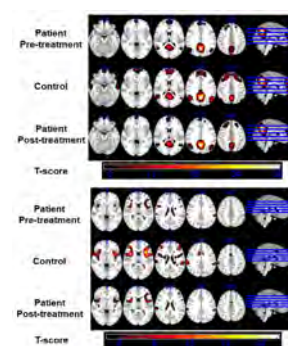 Patient
Pre-treatment
Control
Patient
Post-treatment
T-score
Patient
Pre-treatment
Control
Patient
Post-treatment
T-score